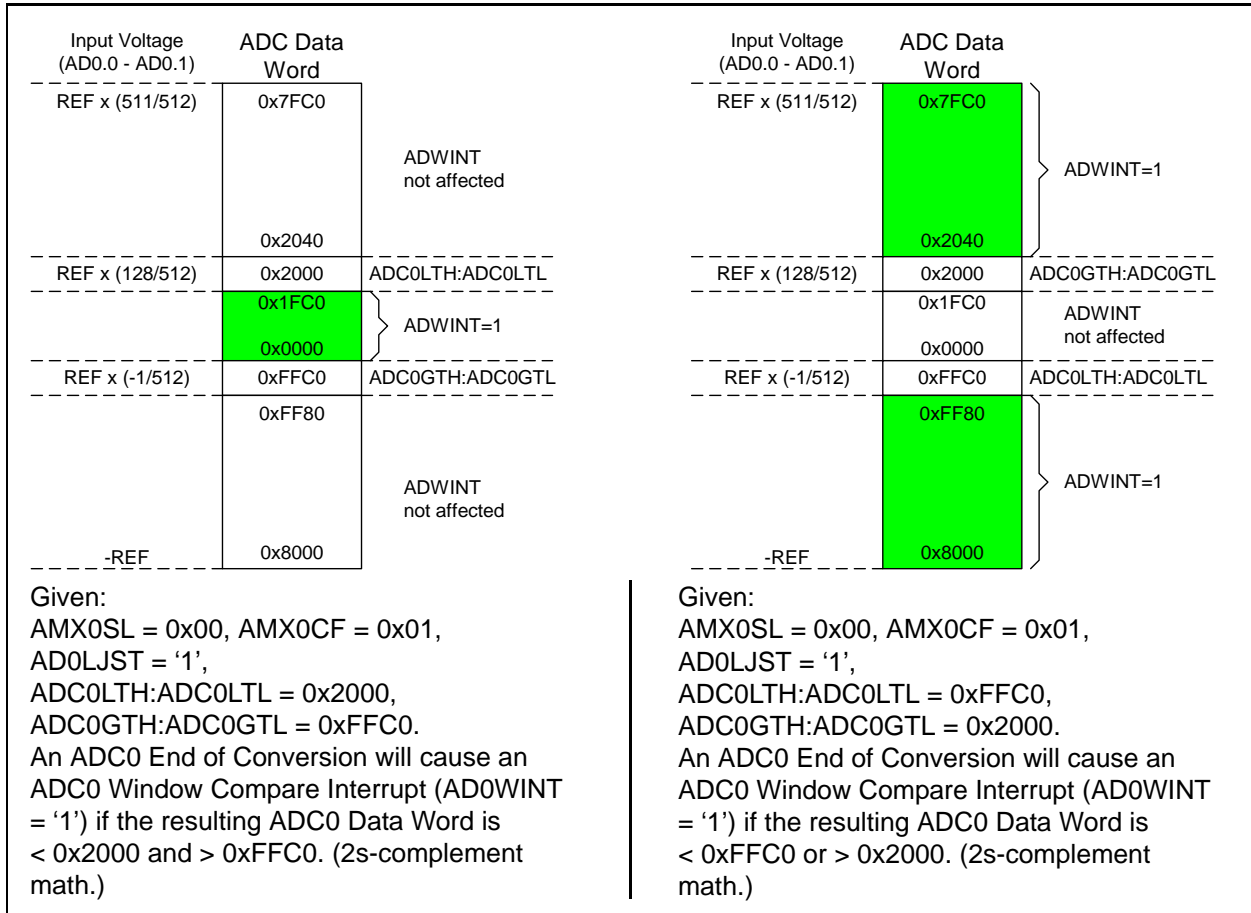 Input Voltage
(AD0.0 - AD0.1)
ADC Data
Word
REF x (511/512)
0x7FC0
ADWINT
not affected
0x2040
REF x (128/512)
0x2000
ADC0LTH:ADC0LTL
0x1FC0
ADWINT=1
0x0000
REF x (-1/512)
0xFFC0
ADC0GTH:ADC0GTL
0xFF80
ADWINT
not affected
-REF
0x8000
Given:
AMX0SL = 0x00, AMX0CF = 0x01,
AD0LJST = ‘1’,
ADC0LTH:ADC0LTL = 0x2000,
ADC0GTH:ADC0GTL = 0xFFC0.
An ADC0 End of Conversion will cause an
ADC0 Window Compare Interrupt (AD0WINT
= ‘1’) if the resulting ADC0 Data Word is
< 0x2000 and > 0xFFC0. (2s-complement
math.)
Input Voltage
(AD0.0 - AD0.1)
ADC Data
Word
REF x (511/512)
0x7FC0
ADWINT=1
0x2040
REF x (128/512)
0x2000
ADC0GTH:ADC0GTL
0x1FC0
ADWINT
not affected
0x0000
REF x (-1/512)
0xFFC0
ADC0LTH:ADC0LTL
0xFF80
ADWINT=1
-REF
0x8000
Given:
AMX0SL = 0x00, AMX0CF = 0x01,
AD0LJST = ‘1’,
ADC0LTH:ADC0LTL = 0xFFC0,
ADC0GTH:ADC0GTL = 0x2000.
An ADC0 End of Conversion will cause an
ADC0 Window Compare Interrupt (AD0WINT
= ‘1’) if the resulting ADC0 Data Word is
< 0xFFC0 or > 0x2000. (2s-complement
math.)